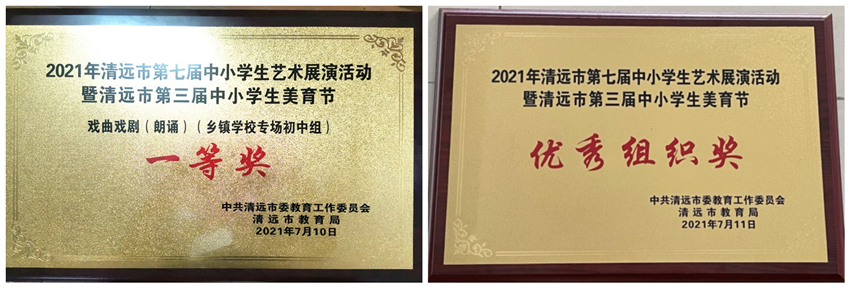 2021年清远市第七届中小学生艺术展演活动
暨清远市第三届中小学生美育节
戏曲戏剧（朗诵）（乡镇学校专场初中组）
一等奖
中共清远市委教育工作委员会
清远市教育局
2021年7月10日
2021年清远市第七届中小学生艺术展演活动
暨清远市第三届中小学生美育节
优秀组织奖
中共清远市委教育工作委员会
清远市教育局
2021年7月11日